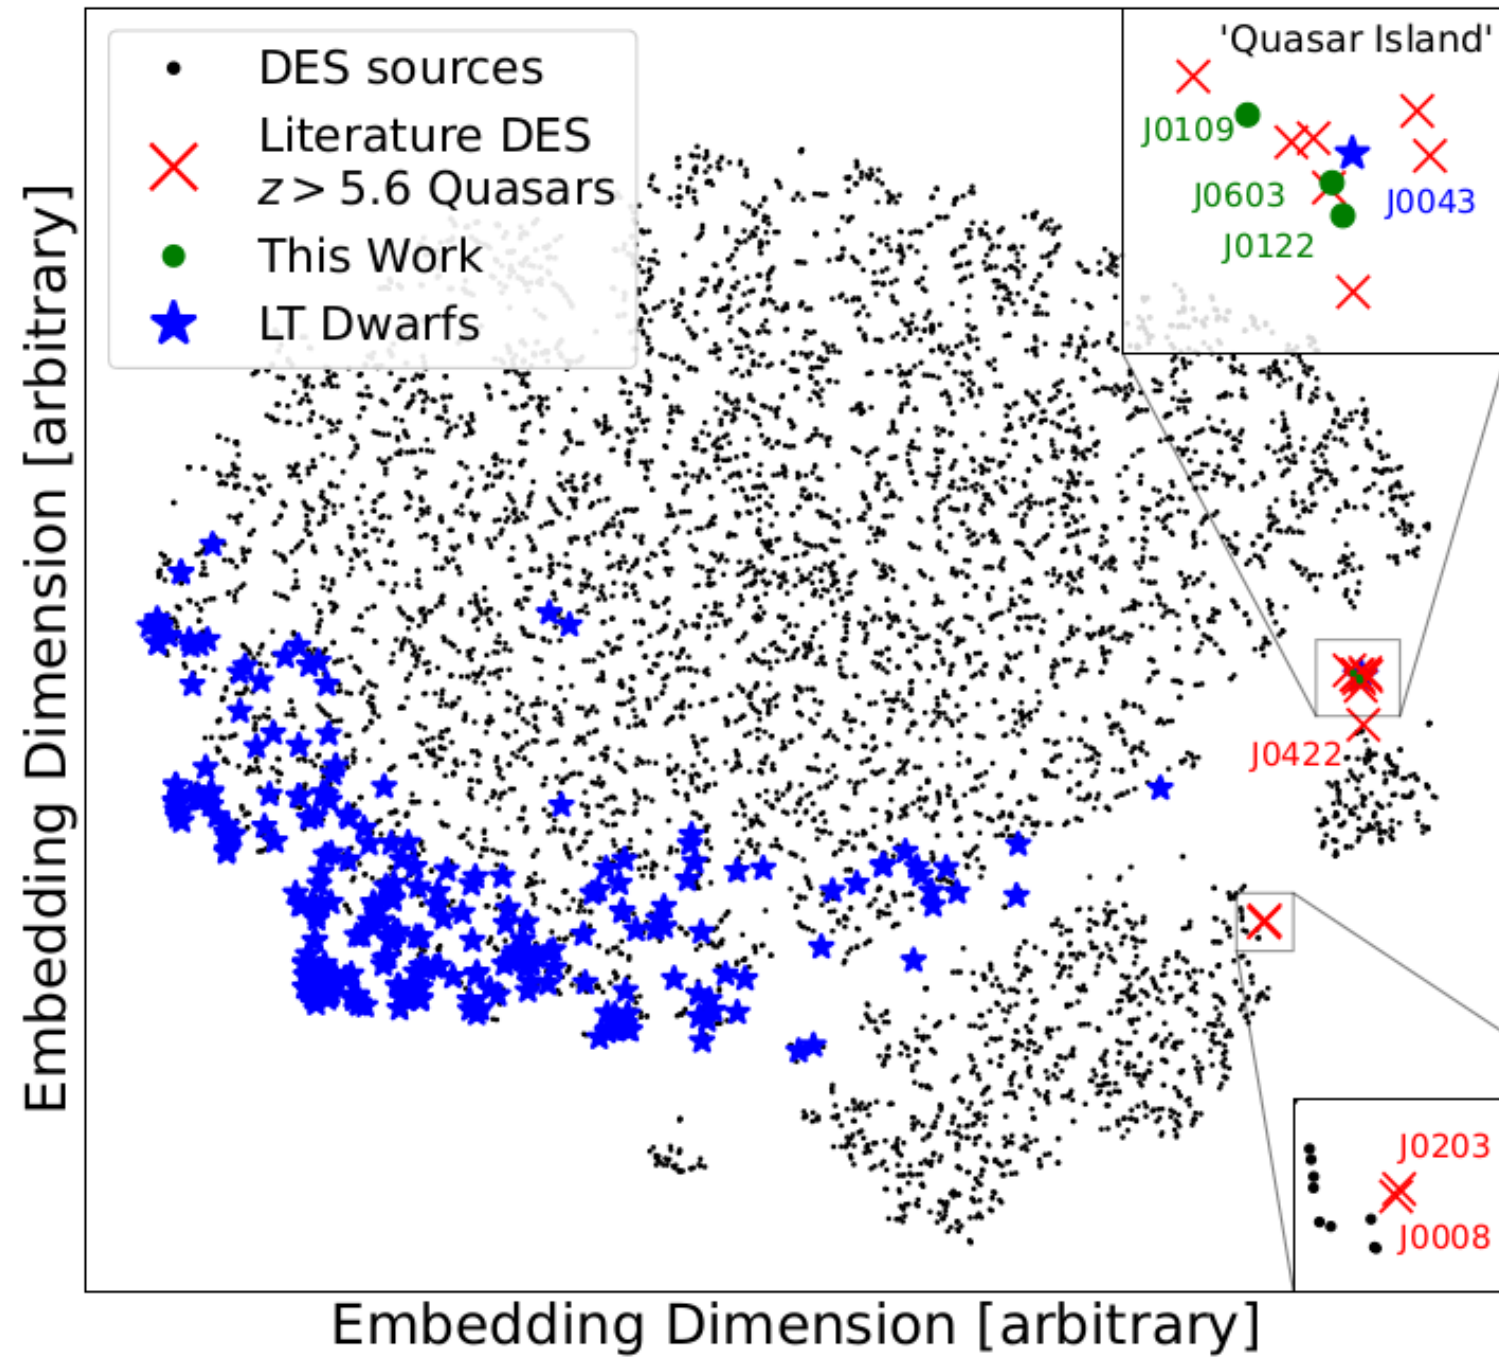 DES sources
Literature DES
z > 5.6 Quasars
This Work
LT Dwarfs
'Quasar Island'
J0109
J0603
J0043
J0122
J0422
J0203
J0008
Embedding Dimension [arbitrary]
Embedding Dimension [arbitrary]